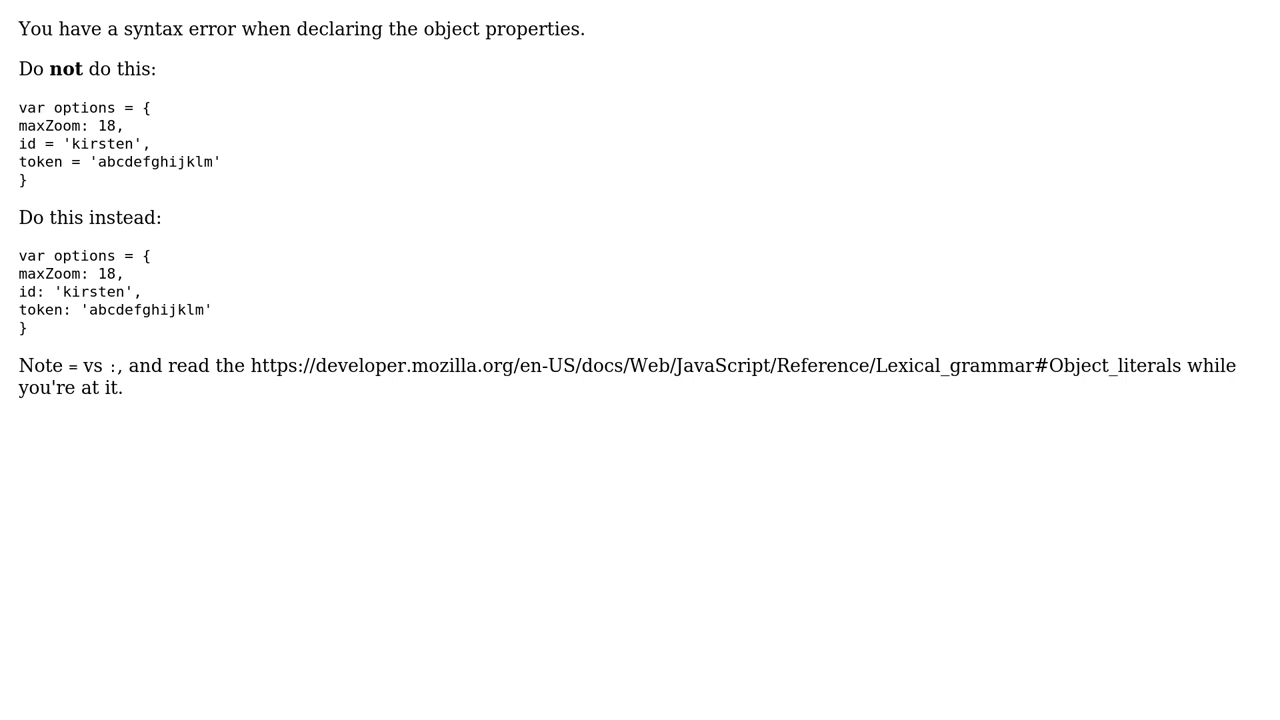 You have a syntax error when declaring the object properties.
Do not do this:
var options = {
maxZoom: 18,
id = 'kirsten',
token = 'abcdefghijklm'
}
Do this instead:
var options = {
maxZoom: 18,
id: 'kirsten',
token: 'abcdefghijklm'
}
Note = vs :, and read the https://developer.mozilla.org/en-US/docs/Web/JavaScript/Reference/Lexical_grammar#Object_literals while
you're at it.